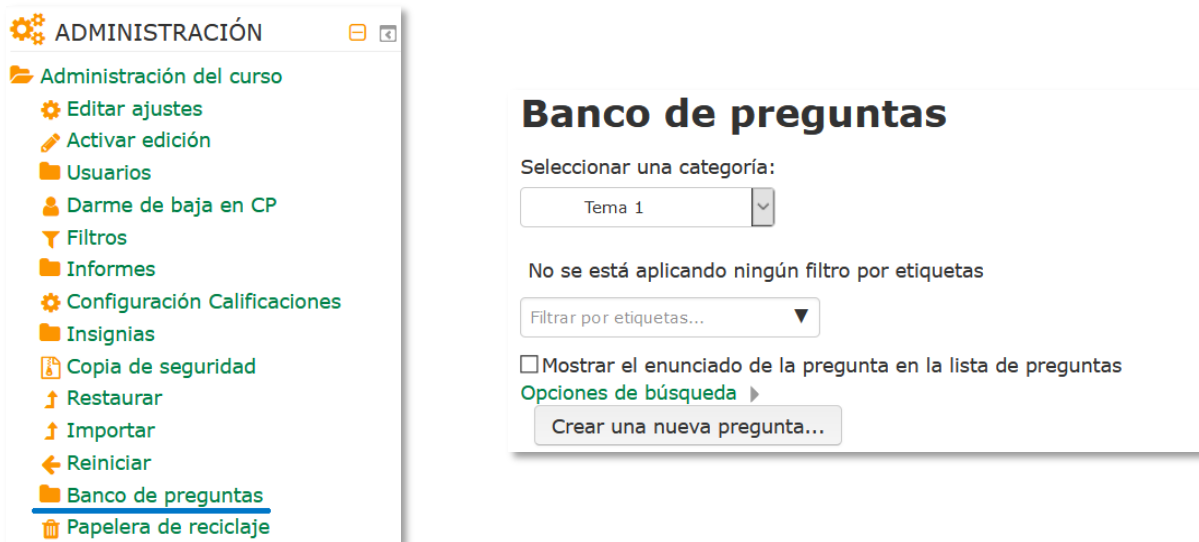 ADMINISTRACIÓN
Administración del curso
Editar ajustes
Activar edición
Usuarios
Darme de baja en CP
Filtros
Informes
Configuración Calificaciones
Insignias
Copia de seguridad
Restaurar
Importar
Reiniciar
Banco de preguntas
Papelera de reciclaje
Banco de preguntas
Seleccionar una categoría:
Tema 1
No se está aplicando ningún filtro por etiquetas
Filtrar por etiquetas...
Mostrar el enunciado de la pregunta en la lista de preguntas
Opciones de búsqueda
Crear una nueva pregunta...